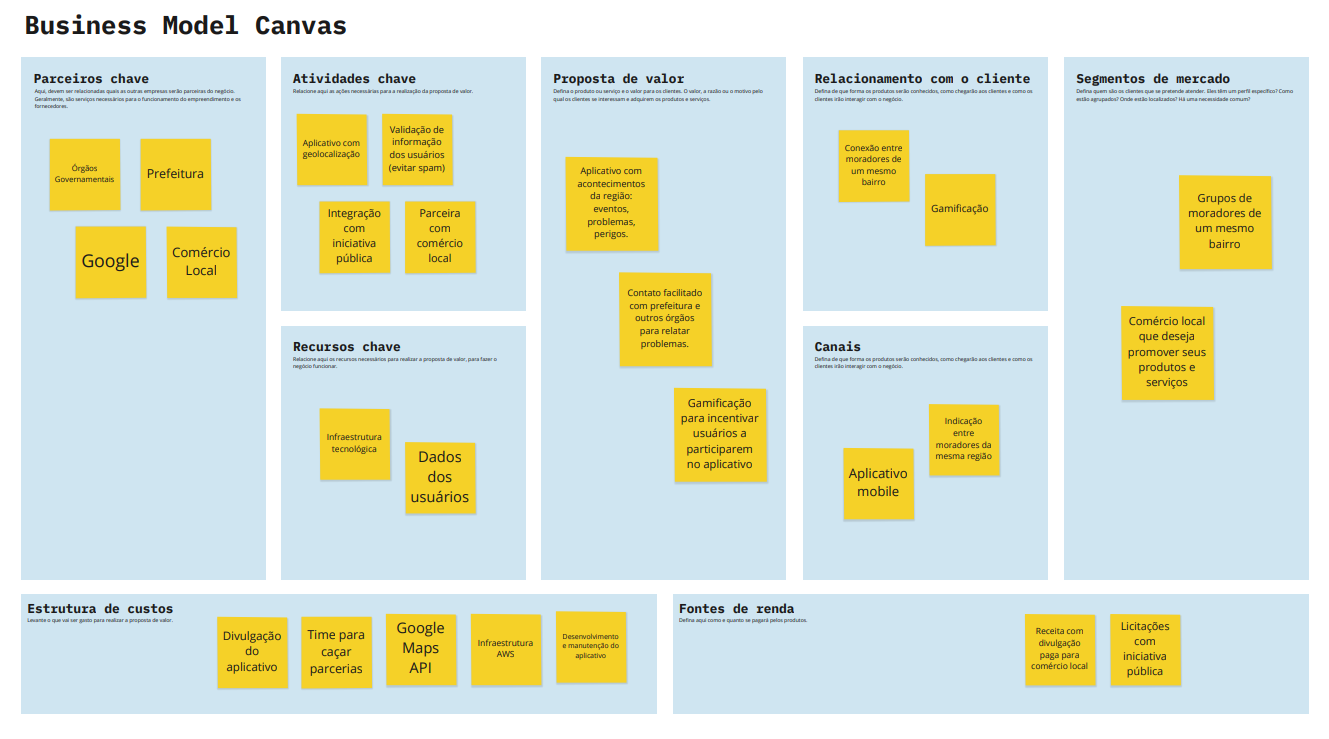 Business Model Canvas
Parceiros chave
Aqui, devem ser relacionadas quais as outras empresas serão parceiras do negócio.
Geralmente, são serviços necessários para o funcionamento do empreendimento e os
fornecedores.
Órgãos
Governamentais
Prefeitura
Google
Comércio
Local
Atividades chave
Relacione aqui as ações necessárias para a realização da proposta de valor.
Aplicativo com
geolocalização
Validação de
informação
dos usuários
(evitar spam)
Integração
com
iniciativa
pública
Parceira
com
comércio
local
Recursos chave
Relacione aqui os recursos necessários para realizar a proposta de valor, para fazer o
negócio funcionar.
Infraestrutura
tecnológica
Dados
dos
usuários
Proposta de valor
Defina o produto ou serviço e o valor para os clientes. O valor, a razão ou o motivo pelo
qual os clientes se interessam e adquirem os produtos e serviços.
Aplicativo com
acontecimentos
da região:
eventos,
problemas,
perigos.
Contato facilitado
com prefeitura e
outros órgãos
para relatar
problemas.
Gamificação
para incentivar
usuários a
participarem
no aplicativo
Relacionamento com o cliente
Defina de que forma os produtos serão conhecidos, como chegarão aos clientes e como os
clientes irão interagir com o negócio.
Conexão entre
moradores de
um mesmo
bairro
Gamificação
Canais
Defina de que forma os produtos serão conhecidos, como chegarão aos clientes e como os
clientes irão interagir com o negócio.
Indicação
entre
moradores da
mesma região
Aplicativo
mobile
Segmentos de mercado
Defina quem são os clientes que se pretende atender. Eles têm um perfil específico? Como
estão agrupados? Onde estão localizados? Há uma necessidade comum?
Grupos de
moradores de
um mesmo
bairro
Comércio local
que deseja
promover seus
produtos e
serviços
Estrutura de custos
Levante o que vai ser gasto para realizar a proposta de valor.
Divulgação
do
aplicativo
Time para
caçar
parcerias
Google
Maps
API
Infraestrutura
AWS
Desenvolvimento
e manutenção do
aplicativo
Fontes de renda
Defina aqui como e quanto se pagará pelos produtos.
Receita com
divulgação
paga para
comércio local
Licitações
com
iniciativa
pública